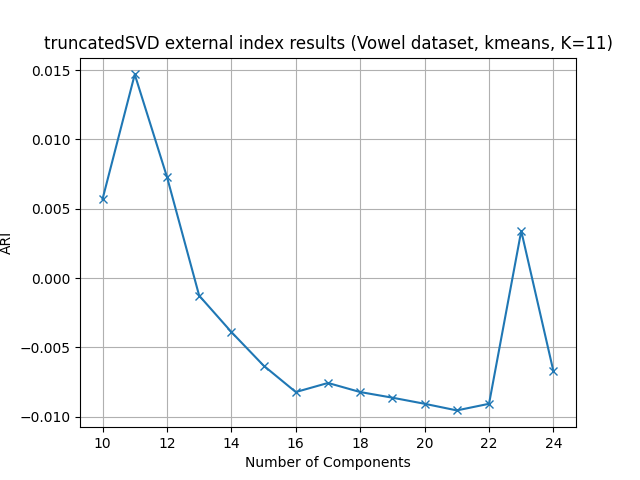 truncatedSVD external index results (Vowel dataset, kmeans, K=11)
0.015
0.010
0.005
0.000
−0.005
−0.010
ARI
10 12 14 16 18 20 22 24
Number of Components